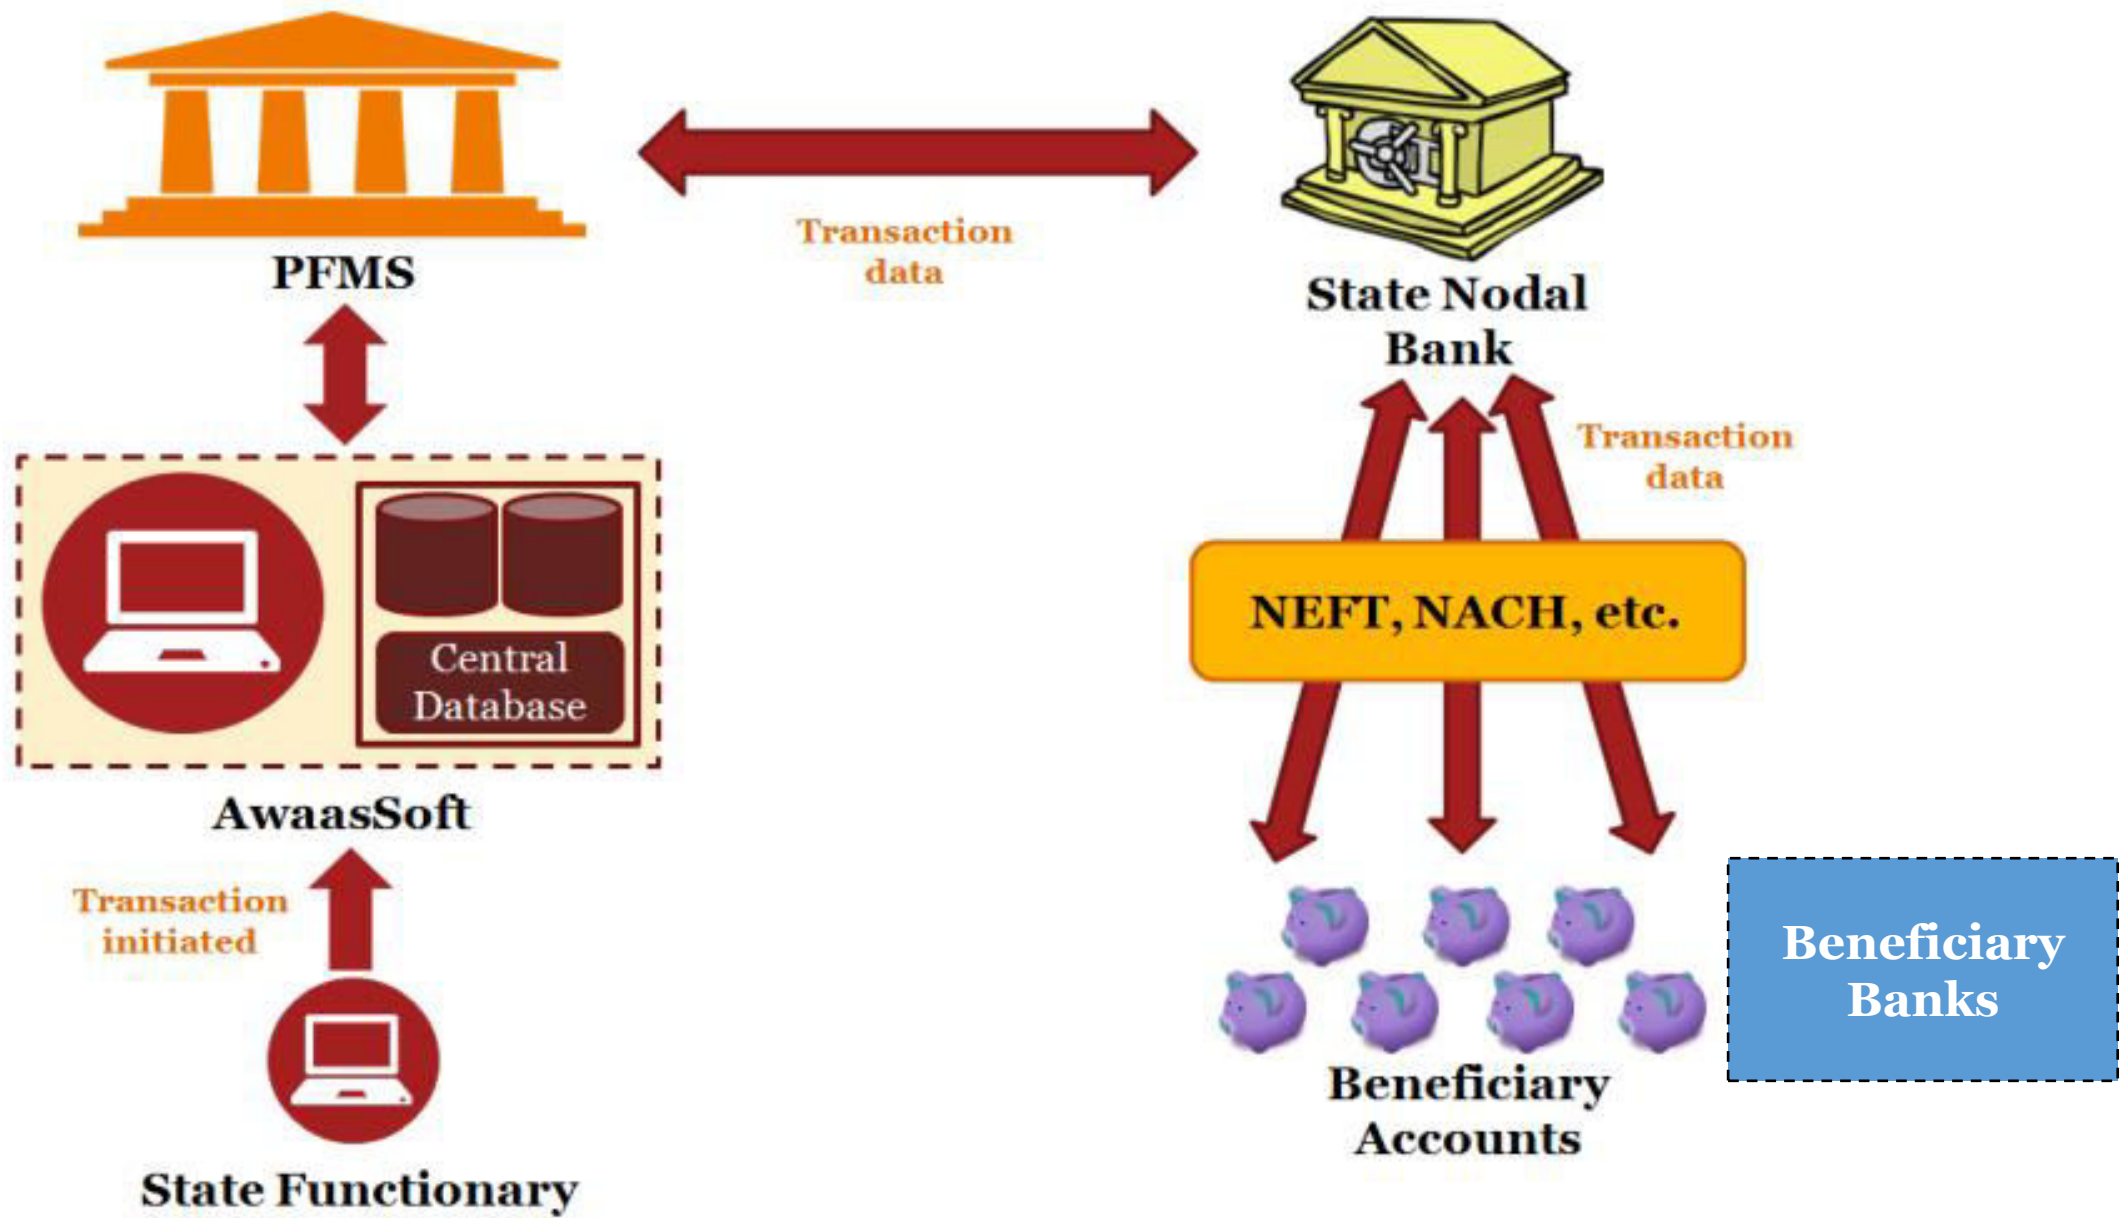 PFMS
Transaction
data
State Nodal
Bank
Transaction
data
NEFT, NACH, etc.
Central
Database
AwaasSoft
Transaction
initiated
State Functionary
Beneficiary
Accounts
Beneficiary
Banks